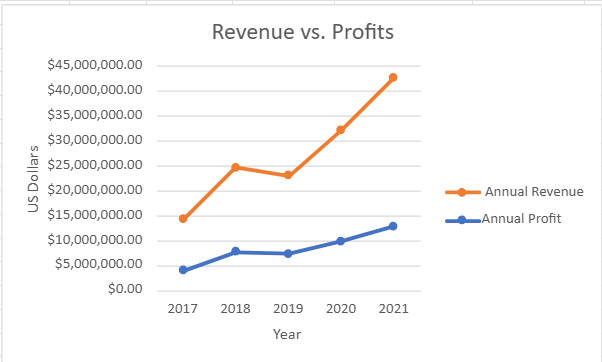 Revenue vs. Profits
$45,000,000.00
$40,000,000.00
$35,000,000.00
$30,000,000.00
$25,000,000.00
$20,000,000.00
$15,000,000.00
$10,000,000.00
$5,000,000.00
$0.00
US Dollars
2017 2018 2019 2020 2021
Year
Annual Revenue
Annual Profit